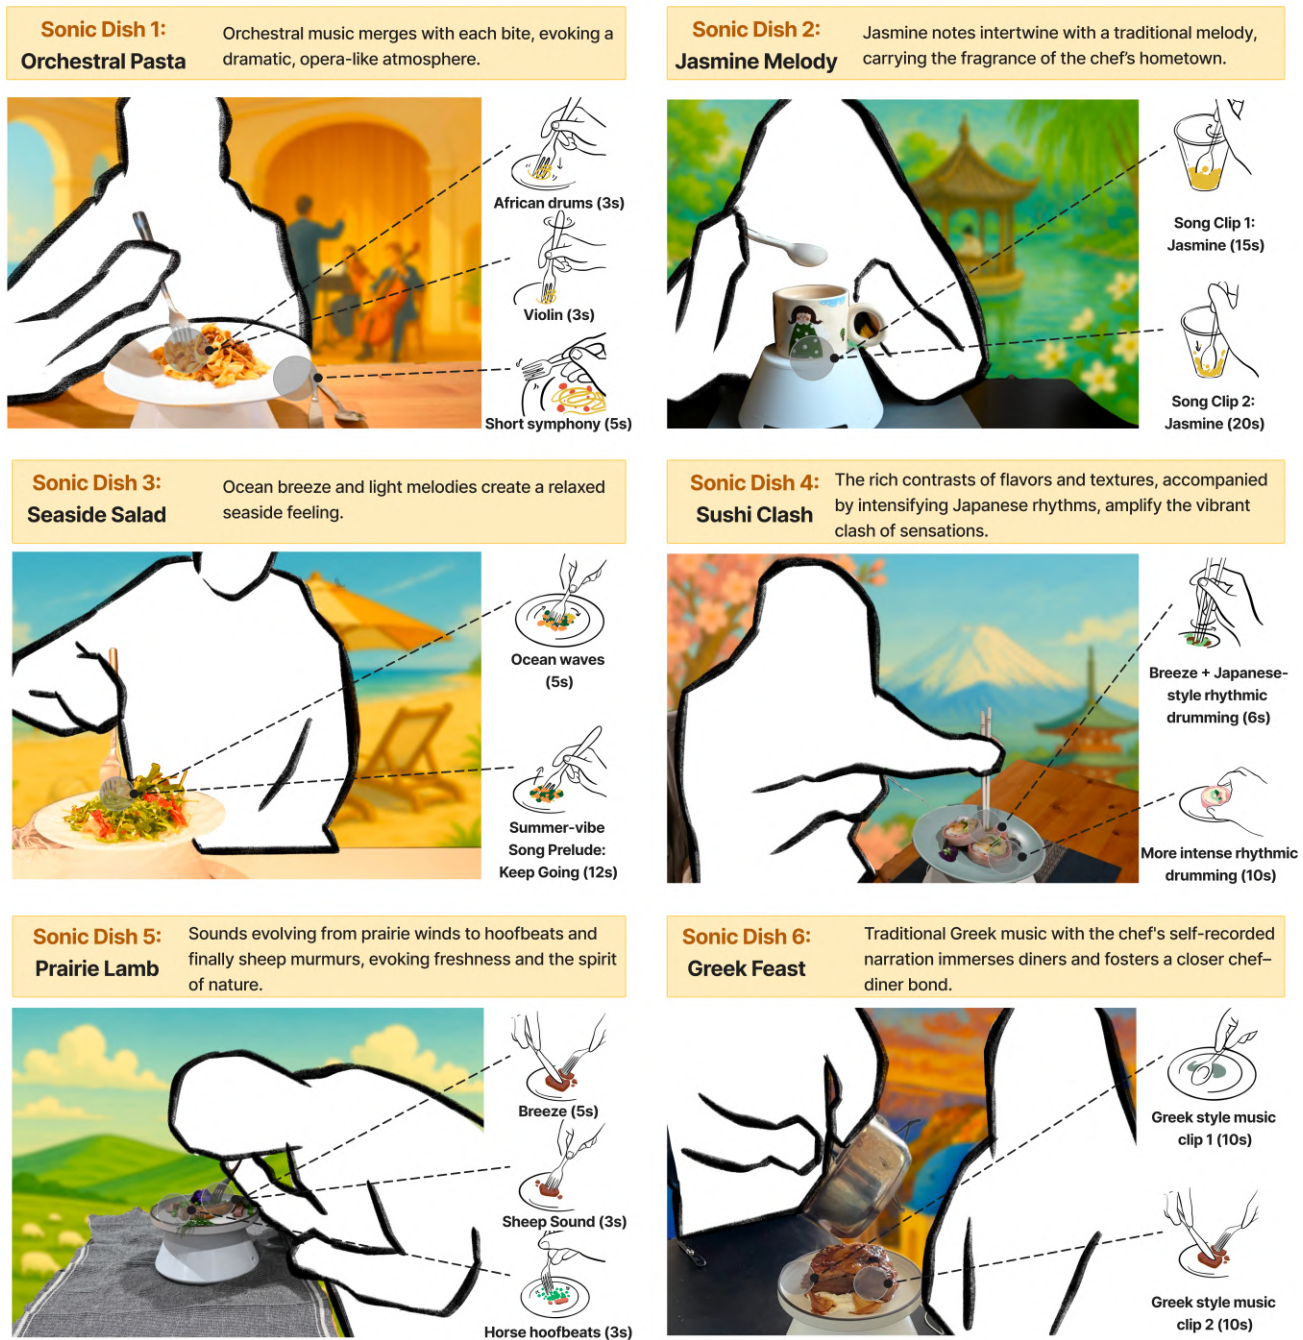 Sonic Dish 1:
Orchestral Pasta
Orchestral music merges with each bite, evoking a
dramatic, opera-like atmosphere.
African drums (3s)
Violin (3s)
Short symphony (5s)
Sonic Dish 2:
Jasmine Melody
Jasmine notes intertwine with a traditional melody,
carrying the fragrance of the chef's hometown.
Song Clip 1:
Jasmine (15s)
Song Clip 2:
Jasmine (20s)
Sonic Dish 3:
Seaside Salad
Ocean breeze and light melodies create a relaxed
seaside feeling.
Ocean waves
(5s)
Summer-vibe
Song Prelude:
Keep Going (12s)
Sonic Dish 4:
Sushi Clash
The rich contrasts of flavors and textures, accompanied
by intensifying Japanese rhythms, amplify the vibrant
clash of sensations.
Breeze + Japanese-
style rhythmic
drumming (6s)
More intense rhythmic
drumming (10s)
Sonic Dish 5:
Prairie Lamb
Sounds evolving from prairie winds to hoofbeats and
finally sheep murmurs, evoking freshness and the spirit
of nature.
Breeze (5s)
Sheep Sound (3s)
Horse hoofbeats (3s)
Sonic Dish 6:
Greek Feast
Traditional Greek music with the chef's self-recorded
narration immerses diners and fosters a closer chef–
diner bond.
Greek style music
clip 1 (10s)
Greek style music
clip 2 (10s)